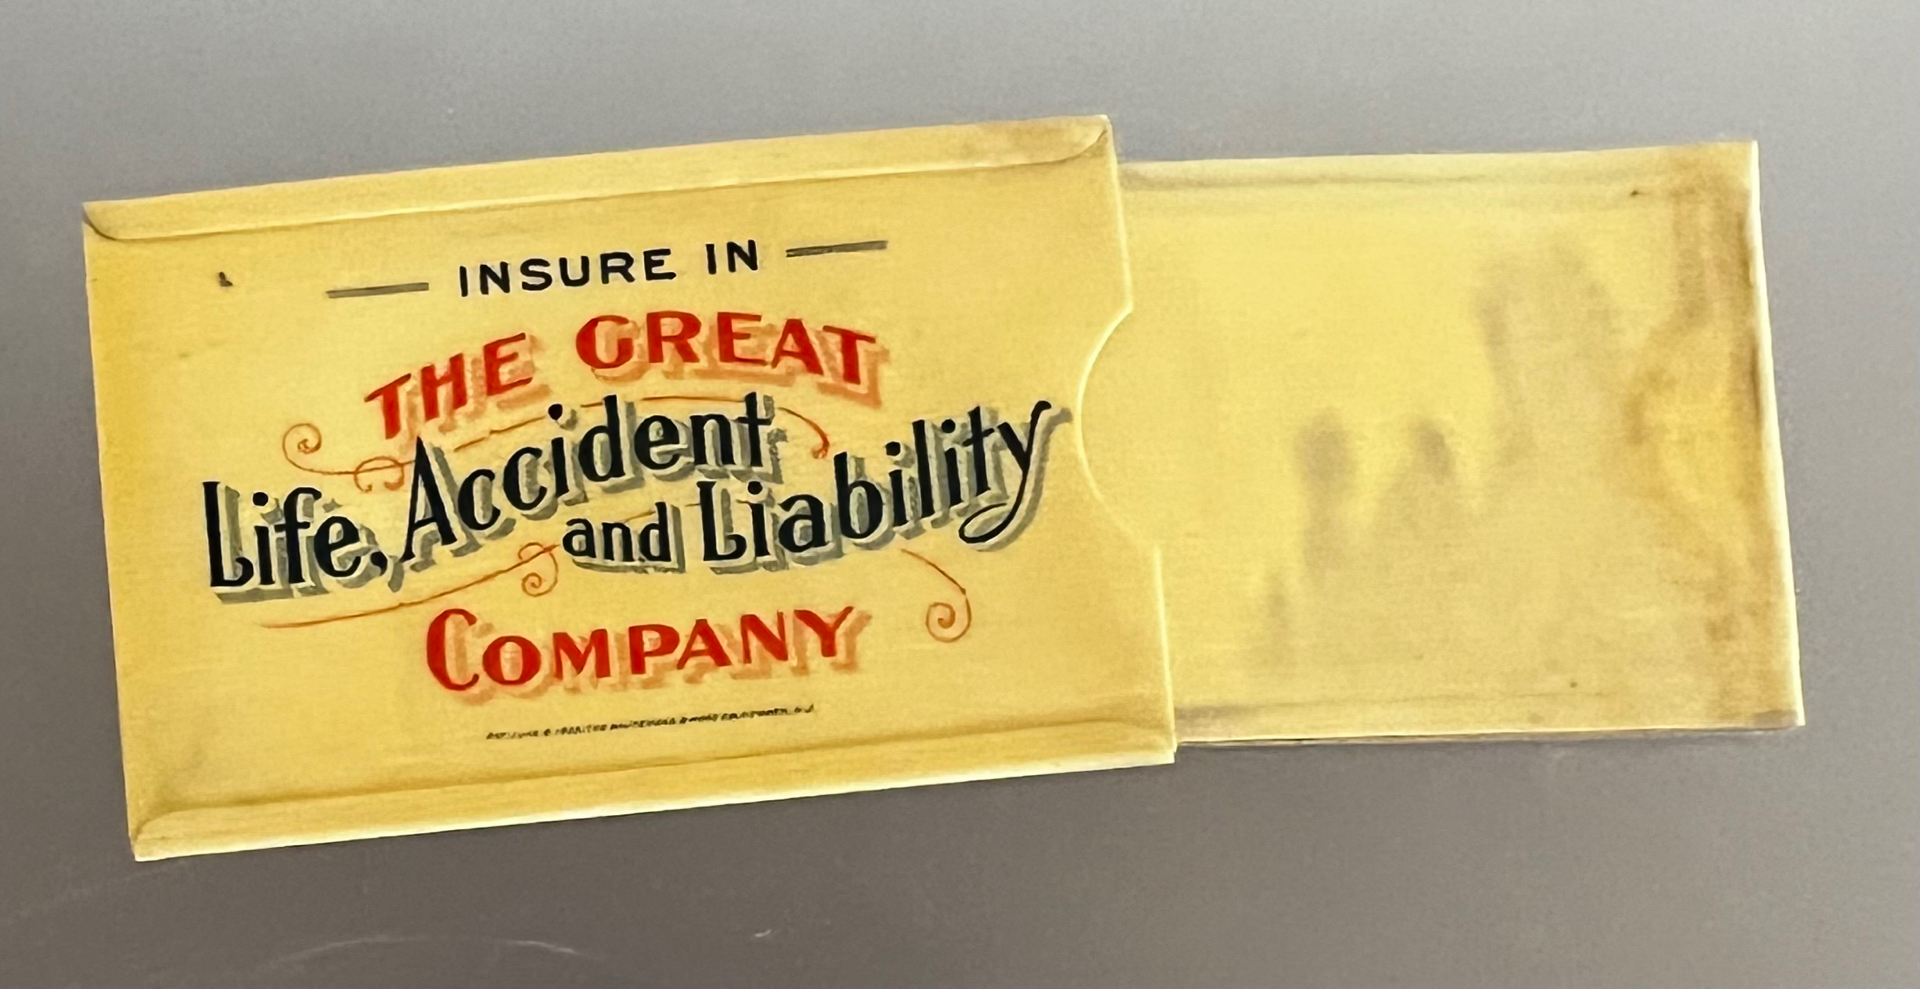 INSURE IN
THE GREAT
Life, Accident
and Liability
COMPANY